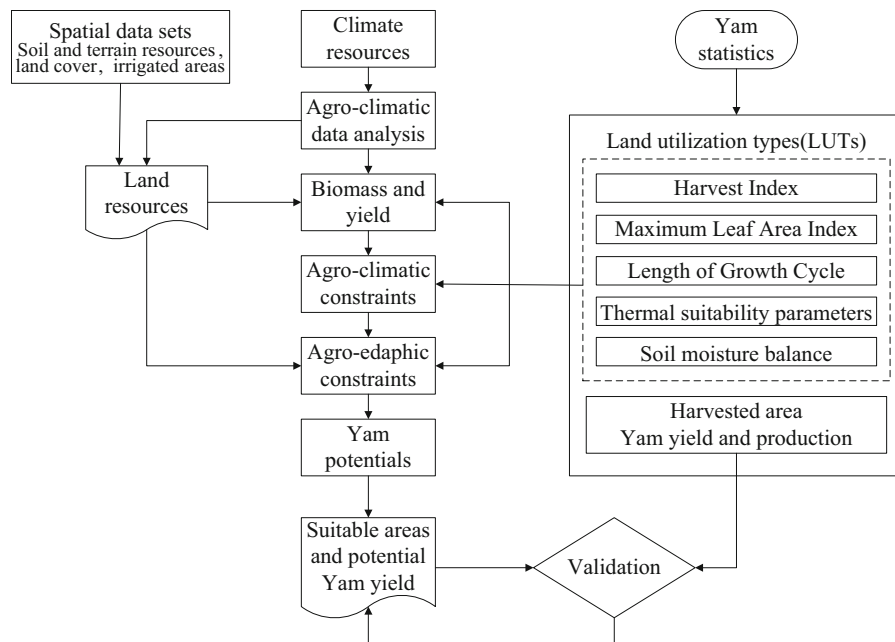 Spatial data sets
Soil and terrain resources,
land cover, irrigated areas
Climate
resources
Yam
statistics
Agro-climatic
data analysis
Land utilization types(LUTs)
Land
resources
Biomass and
yield
Harvest Index
Maximum Leaf Area Index
Agro-climatic
constraints
Length of Growth Cycle
Thermal suitability parameters
Agro-edaphic
constraints
Soil moisture balance
Harvested area
Yam yield and production
Yam
potentials
Suitable areas
and potential
Yam yield
Validation